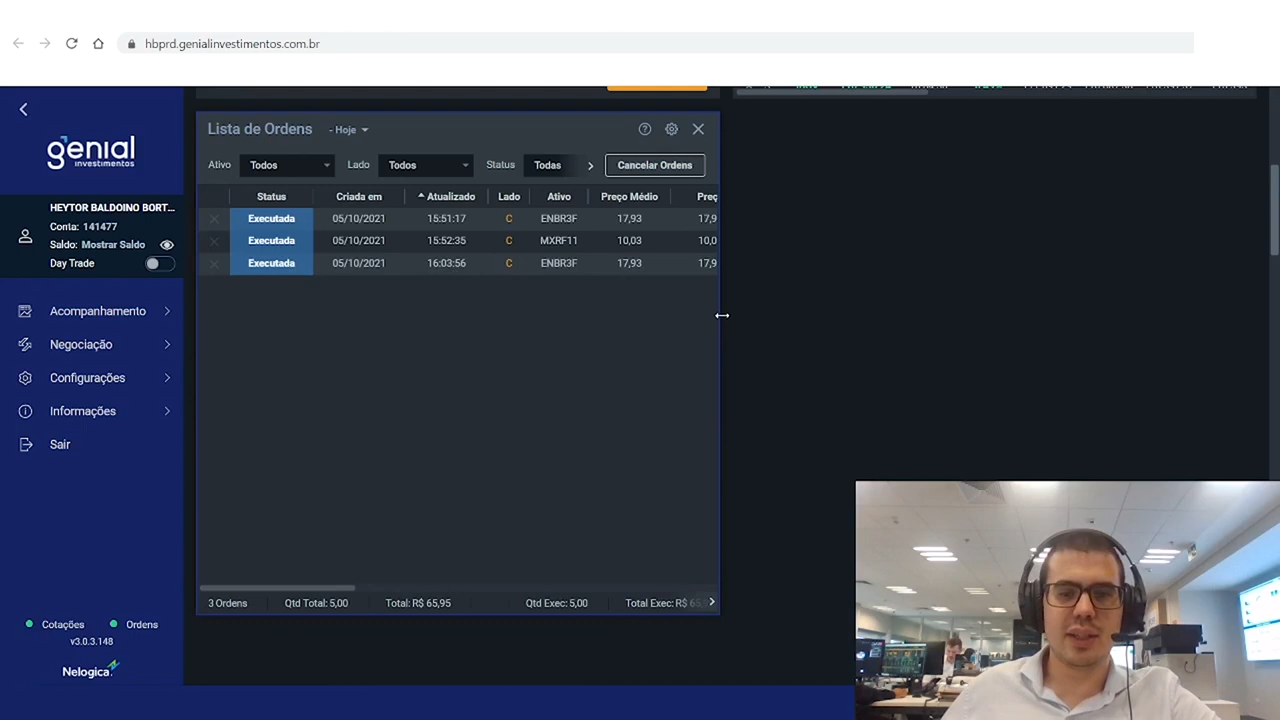 hbprd.genialinvestimentos.com.br
genial
investimentos
HEYTOR BALDOINO BORT...
Conta: 141477
Saldo: Mostrar Saldo
Day Trade
Acompanhamento
Negociação
Configurações
Informações
Sair
Cotações Ordens
v3.0.3.148
Nelogica
Lista de Ordens - Hoje
Ativo Todos Lado Todos Status Todas Cancelar Ordens
Status Criada em Atualizado Lado Ativo Preço Médio Preç
Executada 05/10/2021 15:51:17 C ENBR3F 17,93 17,9
Executada 05/10/2021 15:52:35 C MXRF11 10,03 10,0
Executada 05/10/2021 16:03:56 C ENBR3F 17,93 17,9
3 Ordens Qtd Total: 5,00 Total: R$ 65,95 Qtd Exec: 5,00 Total Exec: R$ 65